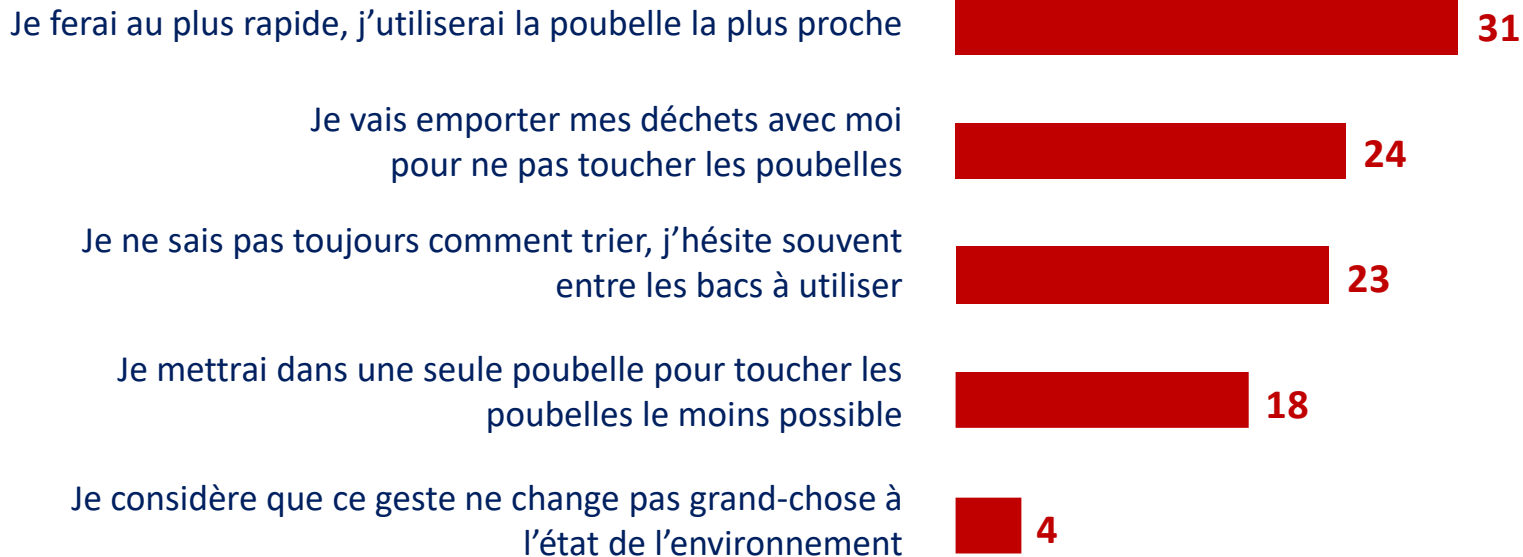 Je ferai au plus rapide, j’utiliserai la poubelle la plus proche
31
Je vais emporter mes déchets avec moi
pour ne pas toucher les poubelles
24
Je ne sais pas toujours comment trier, j’hésite souvent
entre les bacs à utiliser
23
Je mettrai dans une seule poubelle pour toucher les
poubelles le moins possible
18
Je considère que ce geste ne change pas grand-chose à
l’état de l’environnement
4